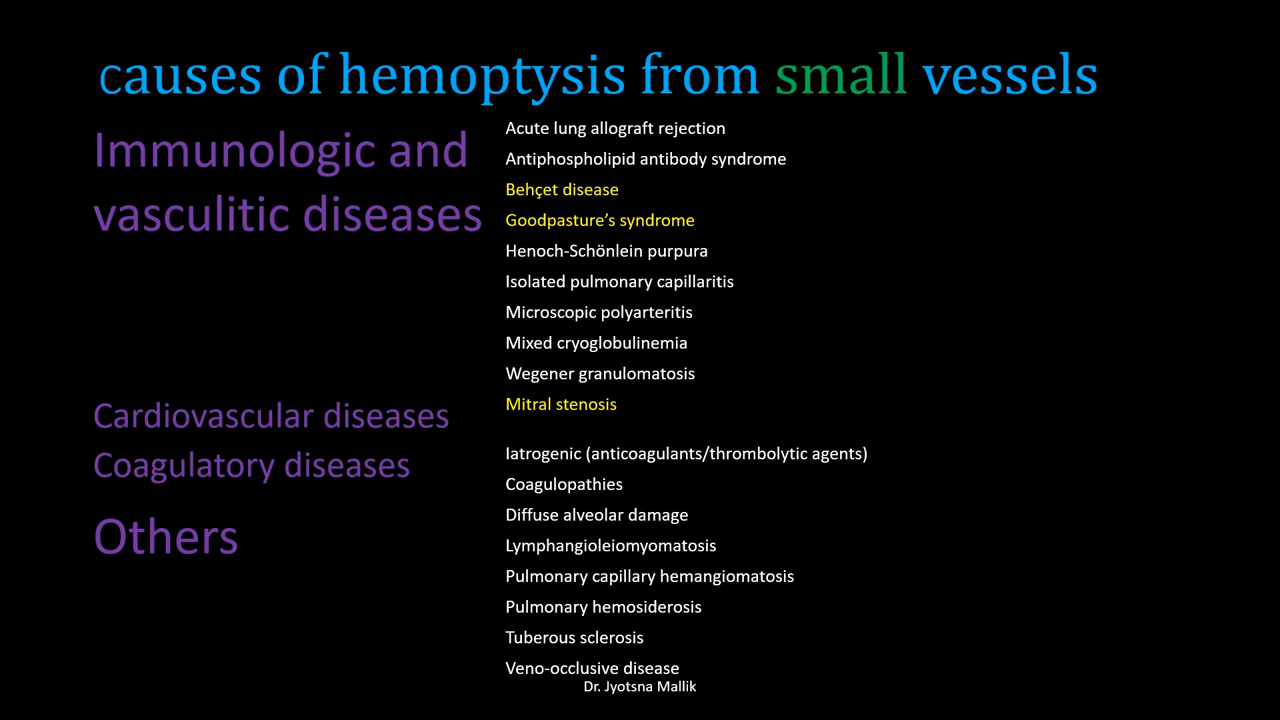 causes of hemoptysis from small vessels
Immunologic and
vasculitic diseases
Acute lung allograft rejection
Antiphospholipid antibody syndrome
Behçet disease
Goodpasture’s syndrome
Henoch-Schönlein purpura
Isolated pulmonary capillaritis
Microscopic polyarteritis
Mixed cryoglobulinemia
Wegener granulomatosis
Cardiovascular diseases
Mitral stenosis
Coagulatory diseases
Iatrogenic (anticoagulants/thrombolytic agents)
Coagulopathies
Others
Diffuse alveolar damage
Lymphangioleiomyomatosis
Pulmonary capillary hemangiomatosis
Pulmonary hemosiderosis
Tuberous sclerosis
Veno-occlusive disease
Dr. Jyotsna Mallik